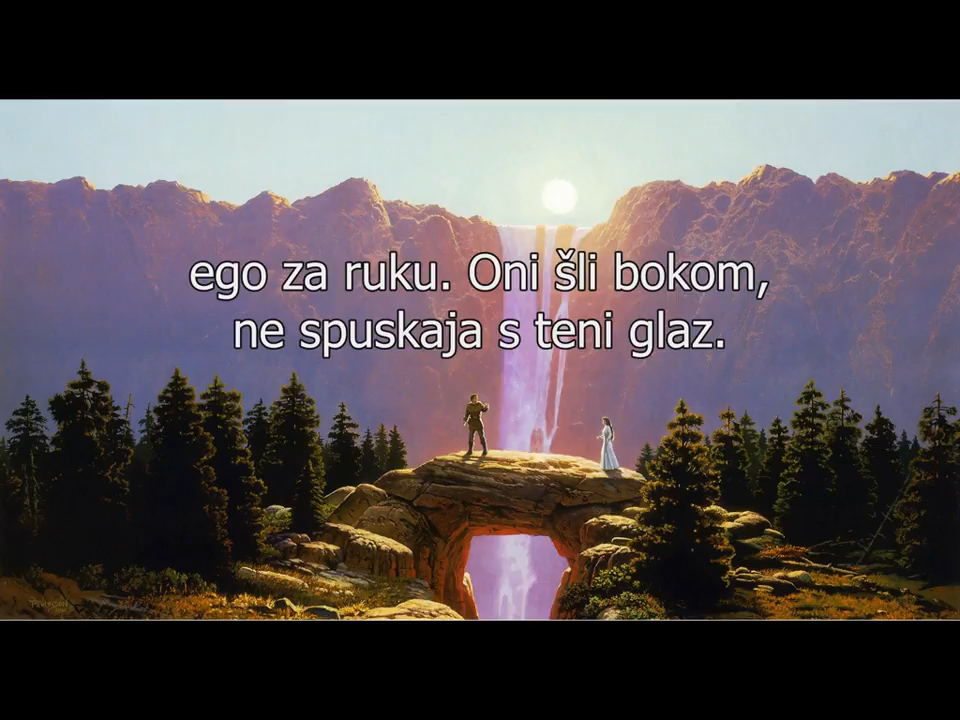 ego za ruku. Oni šli bokom,
ne spuskaja s teni glaz.